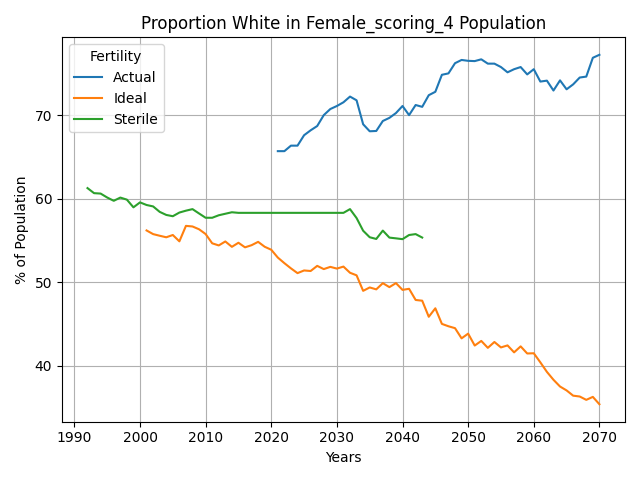 Proportion White in Female_scoring_4 Population
Fertility
Actual
Ideal
Sterile
% of Population
70
60
50
40
1990 2000 2010 2020 2030 2040 2050 2060 2070
Years